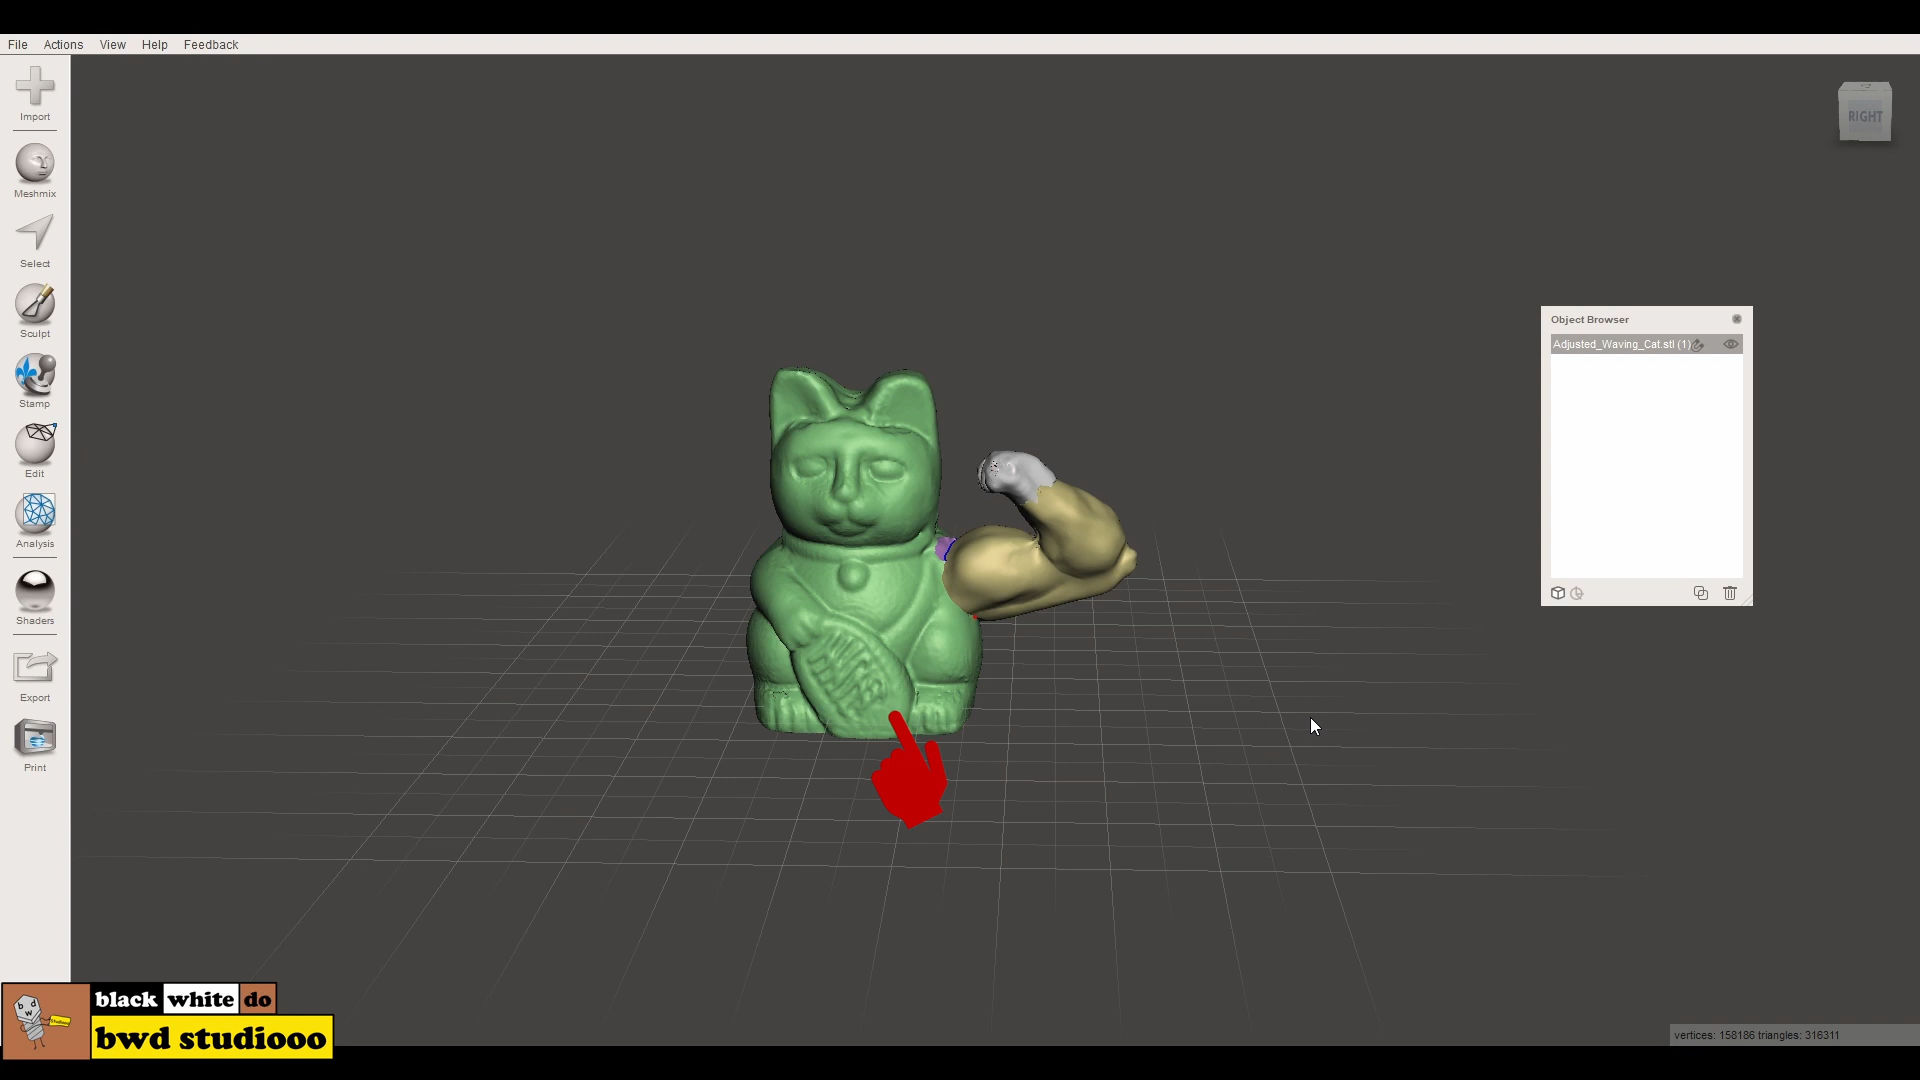 File Actions View Help Feedback
Import
RIGHT
Meshmix
Select
Sculpt
Object Browser
Adjusted_Waving_Cat.stl (1)
Stamp
Edit
Analysis
Shaders
Export
Print
black white do
bwd studiooo
vertices: 158186 triangles: 316311